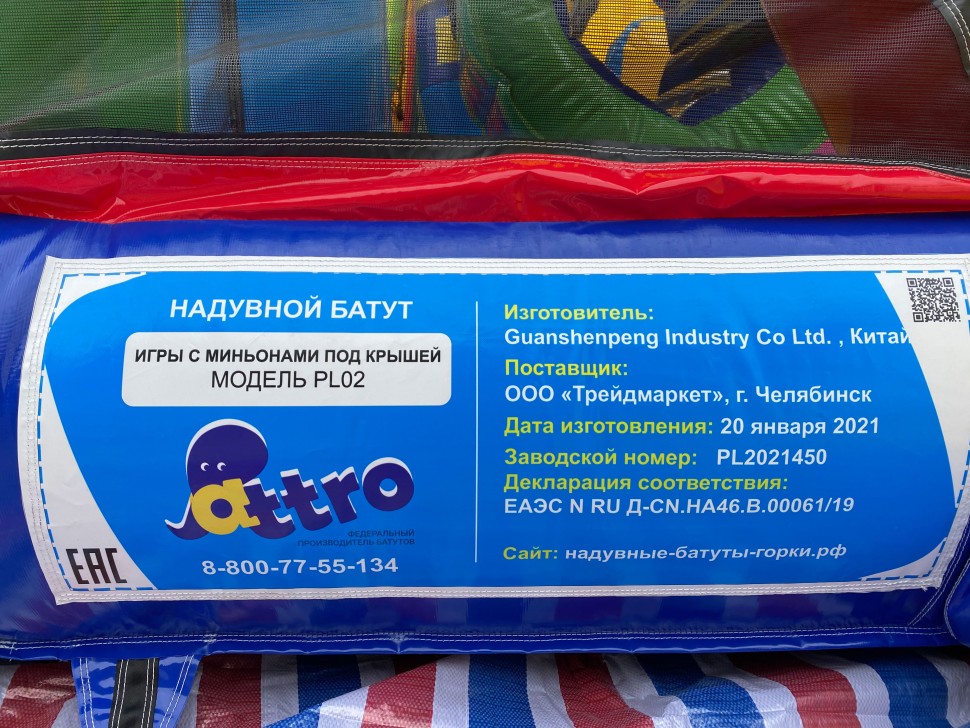 НАДУВНОЙ БАТУТ
ИГРЫ С МИНЬОНАМИ ПОД КРЫШЕЙ
МОДЕЛЬ PL02
attro
ФЕДЕРАЛЬНЫЙ
ПРОИЗВОДИТЕЛЬ БАТУТОВ
8-800-77-55-134
EAC
Изготовитель:
Guanshenpeng Industry Co Ltd. , Китай
Поставщик:
ООО «Трейдмаркет», г. Челябинск
Дата изготовления: 20 января 2021
Заводской номер: PL2021450
Декларация соответствия:
ЕАЭС N RU Д-CN.НА46.В.00061/19
Сайт: надувные-батуты-горки.рф